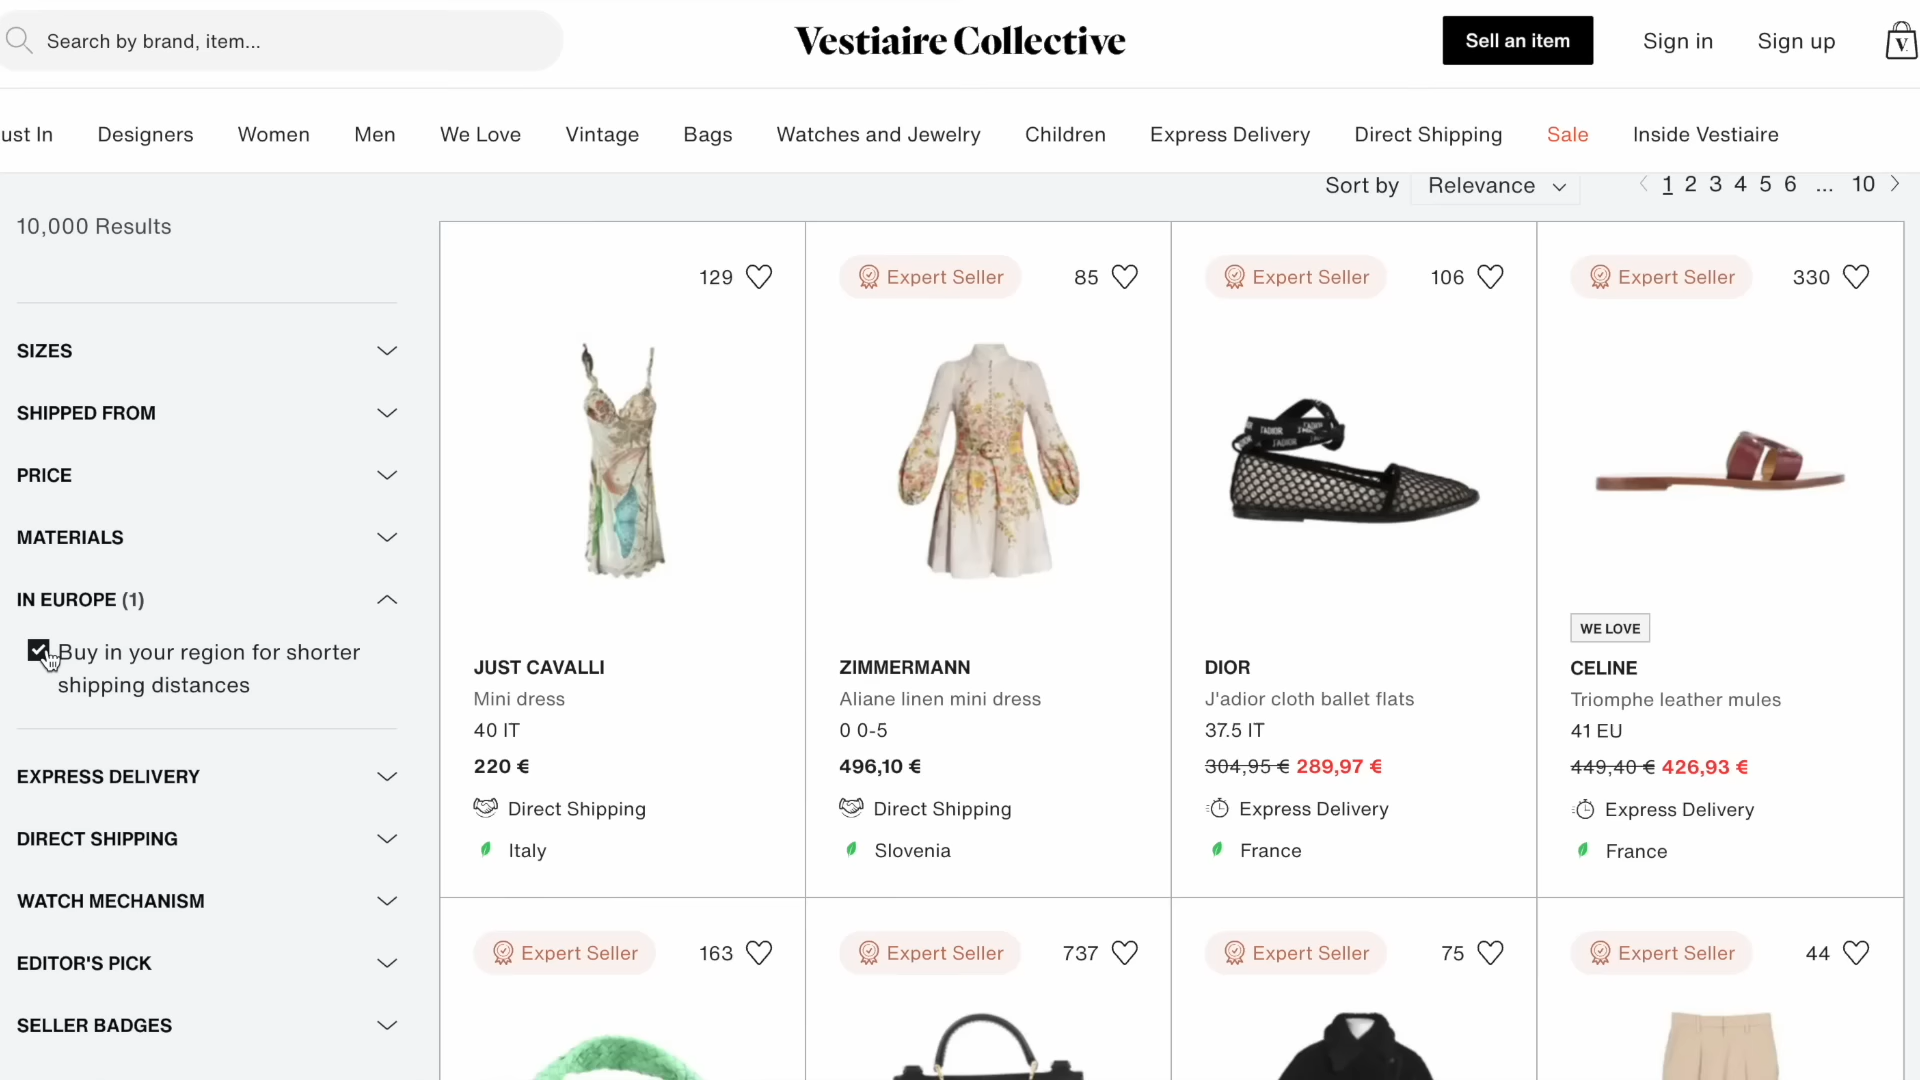 Search by brand, item...
Vestiaire Collective
Sell an item
Sign in
Sign up
V.
ust In
Designers
Women
Men
We Love
Vintage
Bags
Watches and Jewelry
Children
Express Delivery
Direct Shipping
Sale
Inside Vestiaire
Sort by
Relevance
1 2 3 4 5 6 ... 10
10,000 Results
SIZES
SHIPPED FROM
PRICE
MATERIALS
IN EUROPE (1)
Buy in your region for shorter
shipping distances
EXPRESS DELIVERY
DIRECT SHIPPING
WATCH MECHANISM
EDITOR'S PICK
SELLER BADGES
129
JUST CAVALLI
Mini dress
40 IT
220 €
Direct Shipping
Italy
Expert Seller
85
ZIMMERMANN
Aliane linen mini dress
0 0-5
496,10 €
Direct Shipping
Slovenia
Expert Seller
106
J'ADIOR
J'ADIOR
J'ADIOR
DIOR
J'adior cloth ballet flats
37.5 IT
304,95 € 289,97 €
Express Delivery
France
Expert Seller
330
WE LOVE
CELINE
Triomphe leather mules
41 EU
449,40 € 426,93 €
Express Delivery
France
Expert Seller
163
Expert Seller
737
Expert Seller
75
Expert Seller
44